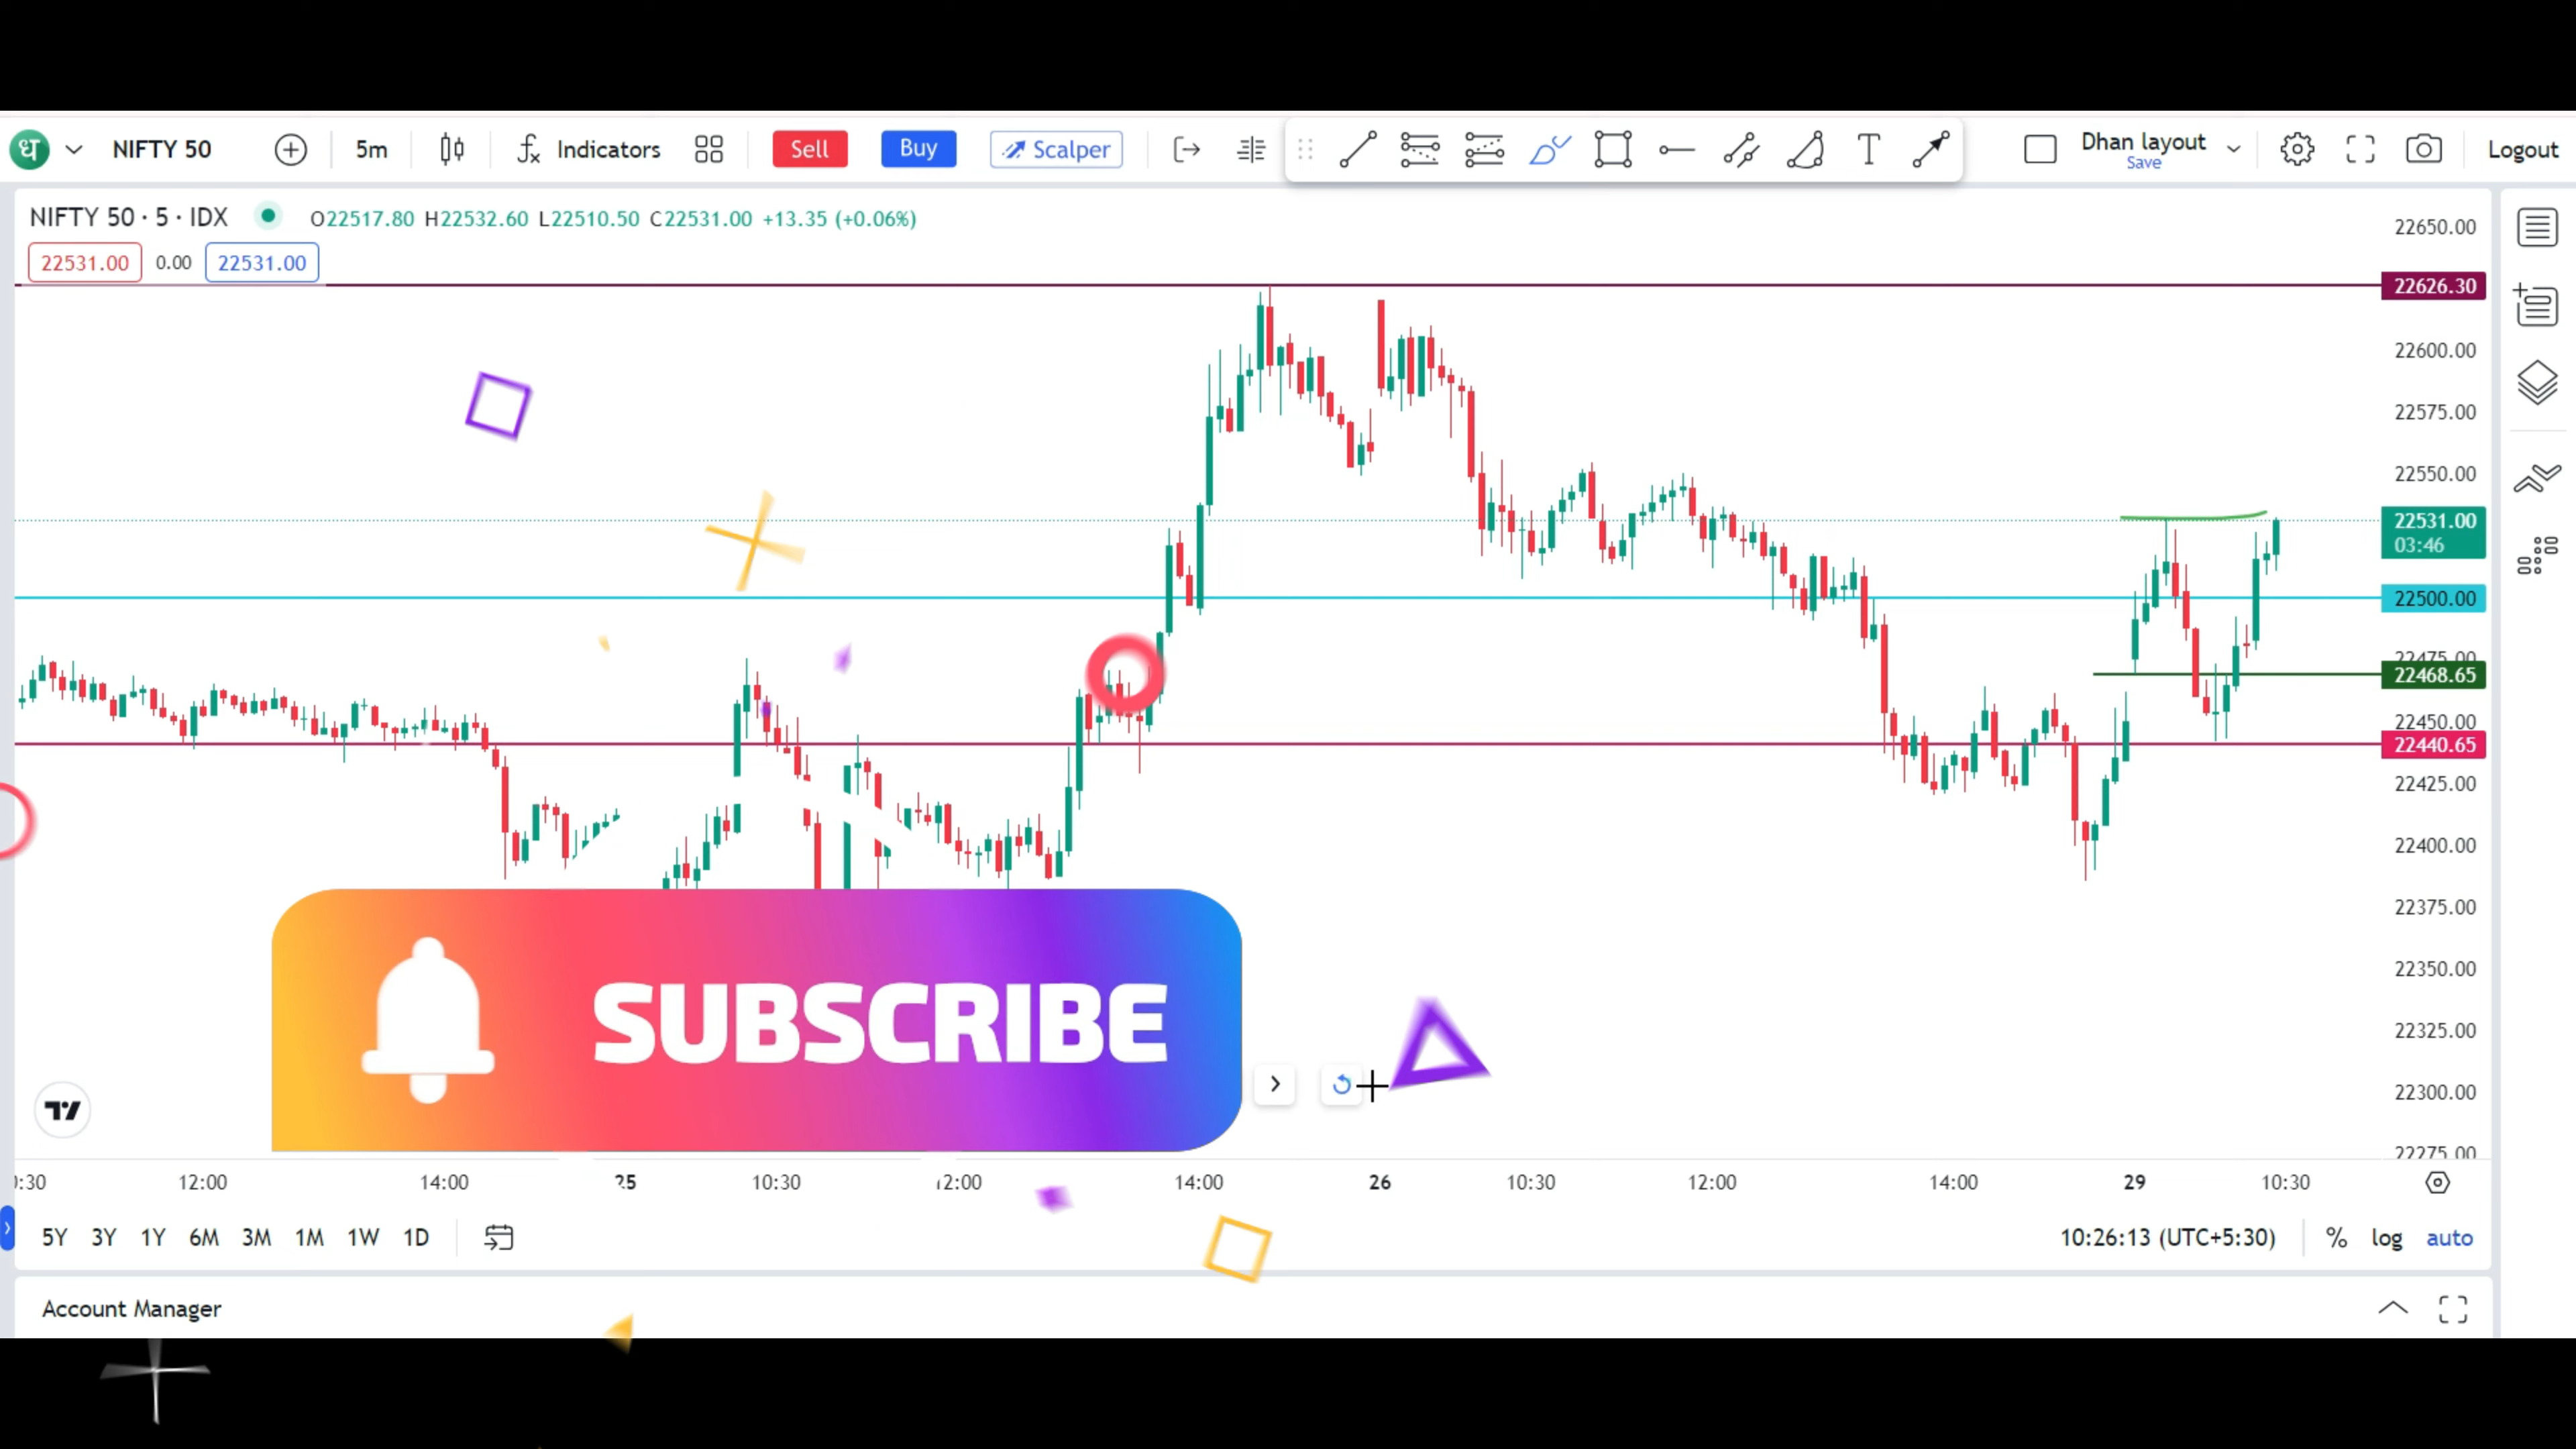 ध NIFTY 50 5m Indicators Sell Buy Scalper T Dhan layout Logout
Save
NIFTY 50 · 5 · IDX O22517.80 H22532.60 L22510.50 C22531.00 +13.35 (+0.06%)
22531.00 0.00 22531.00
22650.00
22626.30
22600.00
22575.00
22550.00
22531.00
03:46
22500.00
22475.00
22468.65
22450.00
22440.65
22425.00
22400.00
22375.00
22350.00
22325.00
22300.00
22275.00
SUBSCRIBE
:30 12:00 14:00 25 10:30 12:00 14:00 26 10:30 12:00 14:00 29 10:30
5Y 3Y 1Y 6M 3M 1M 1W 1D 10:26:13 (UTC+5:30) % log auto
Account Manager